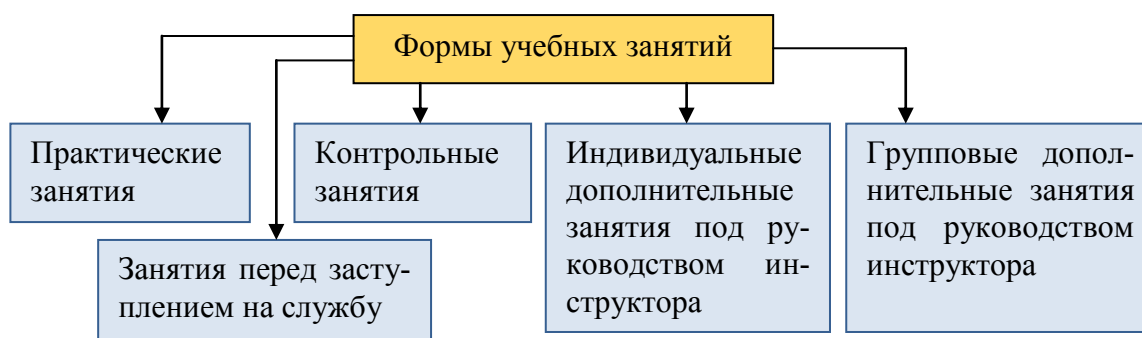 Формы учебных занятий
Практические
занятия
Занятия перед засту-
плением на службу
Контрольные
занятия
Индивидуальные
дополнительные
занятия под ру-
ководством ин-
структора
Групповые допол-
нительные занятия
под руководством
инструктора